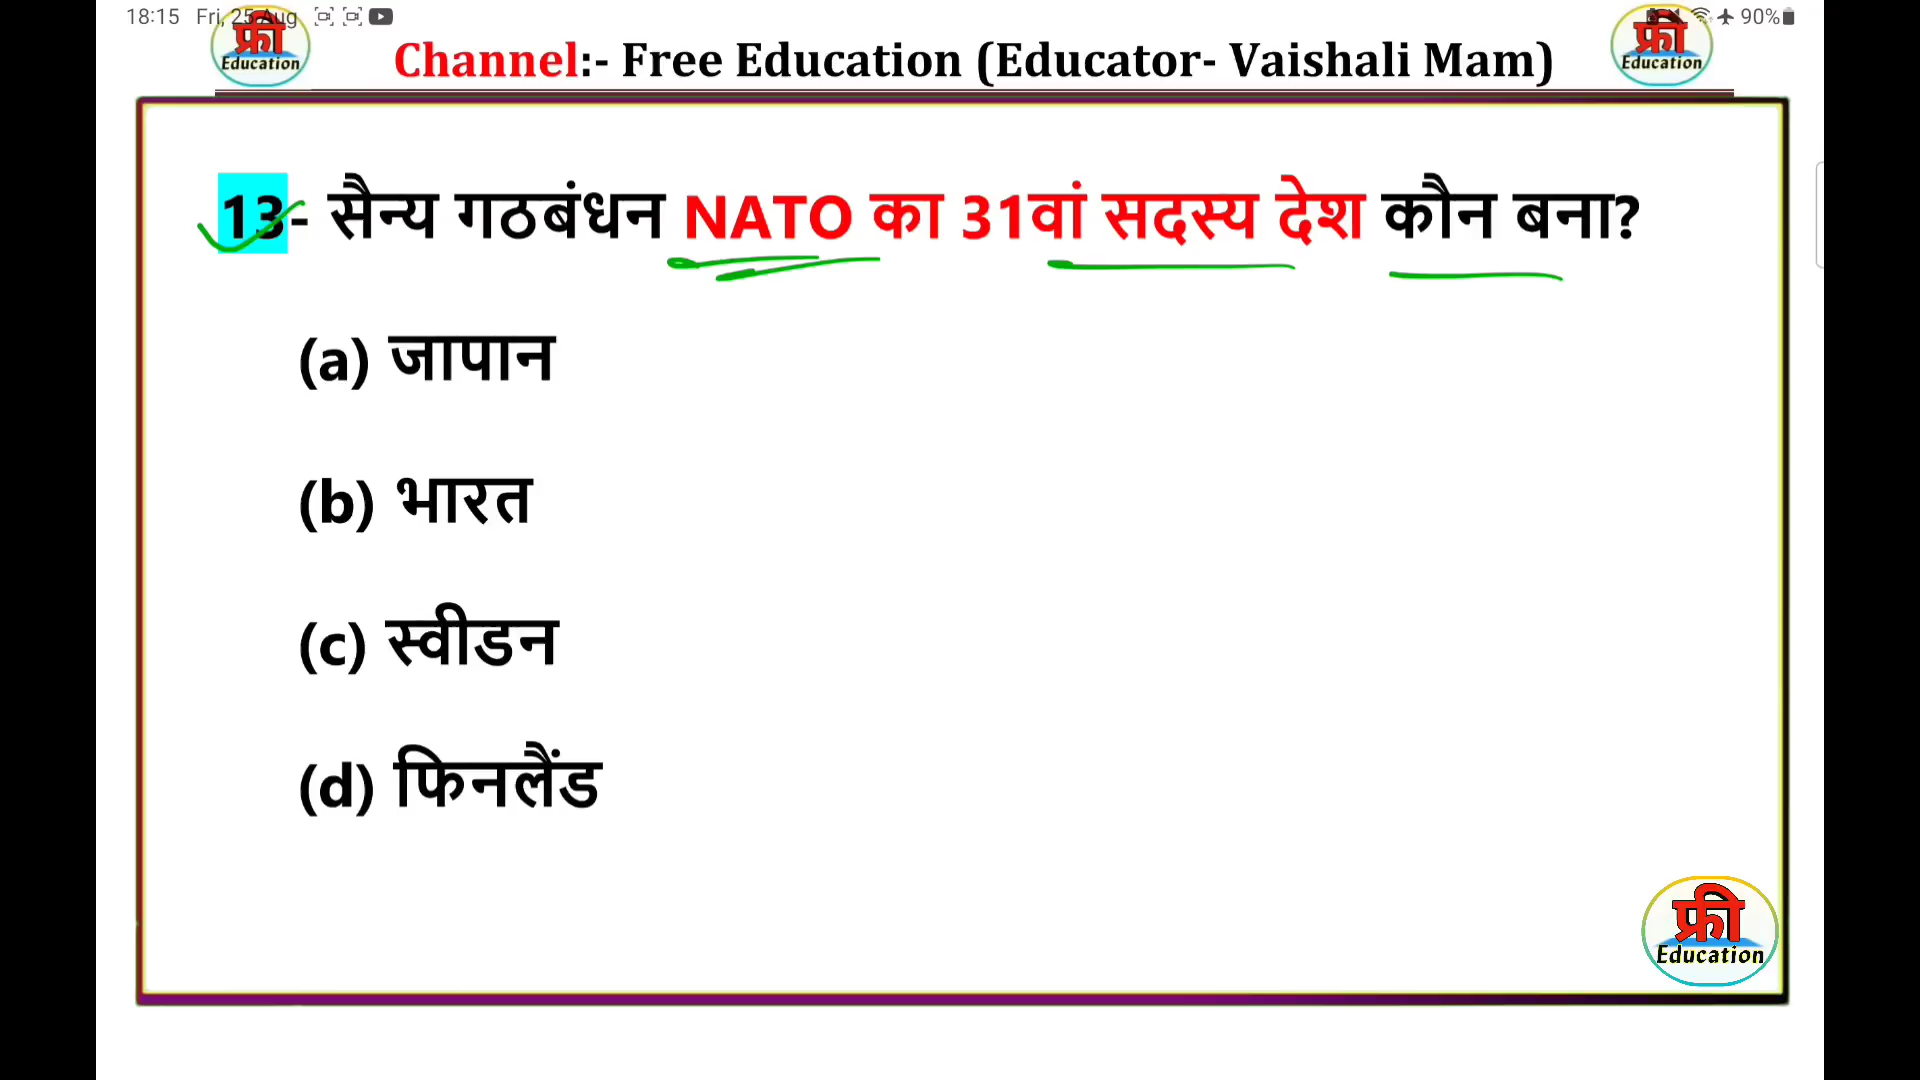 18:15 Fri, 25 Aug 90%
फ्री Education
Channel:- Free Education (Educator- Vaishali Mam)
फ्री Education
13- सैन्य गठबंधन NATO का 31वां सदस्य देश कौन बना?
(a) जापान
(b) भारत
(c) स्वीडन
(d) फिनलैंड
फ्री
Education